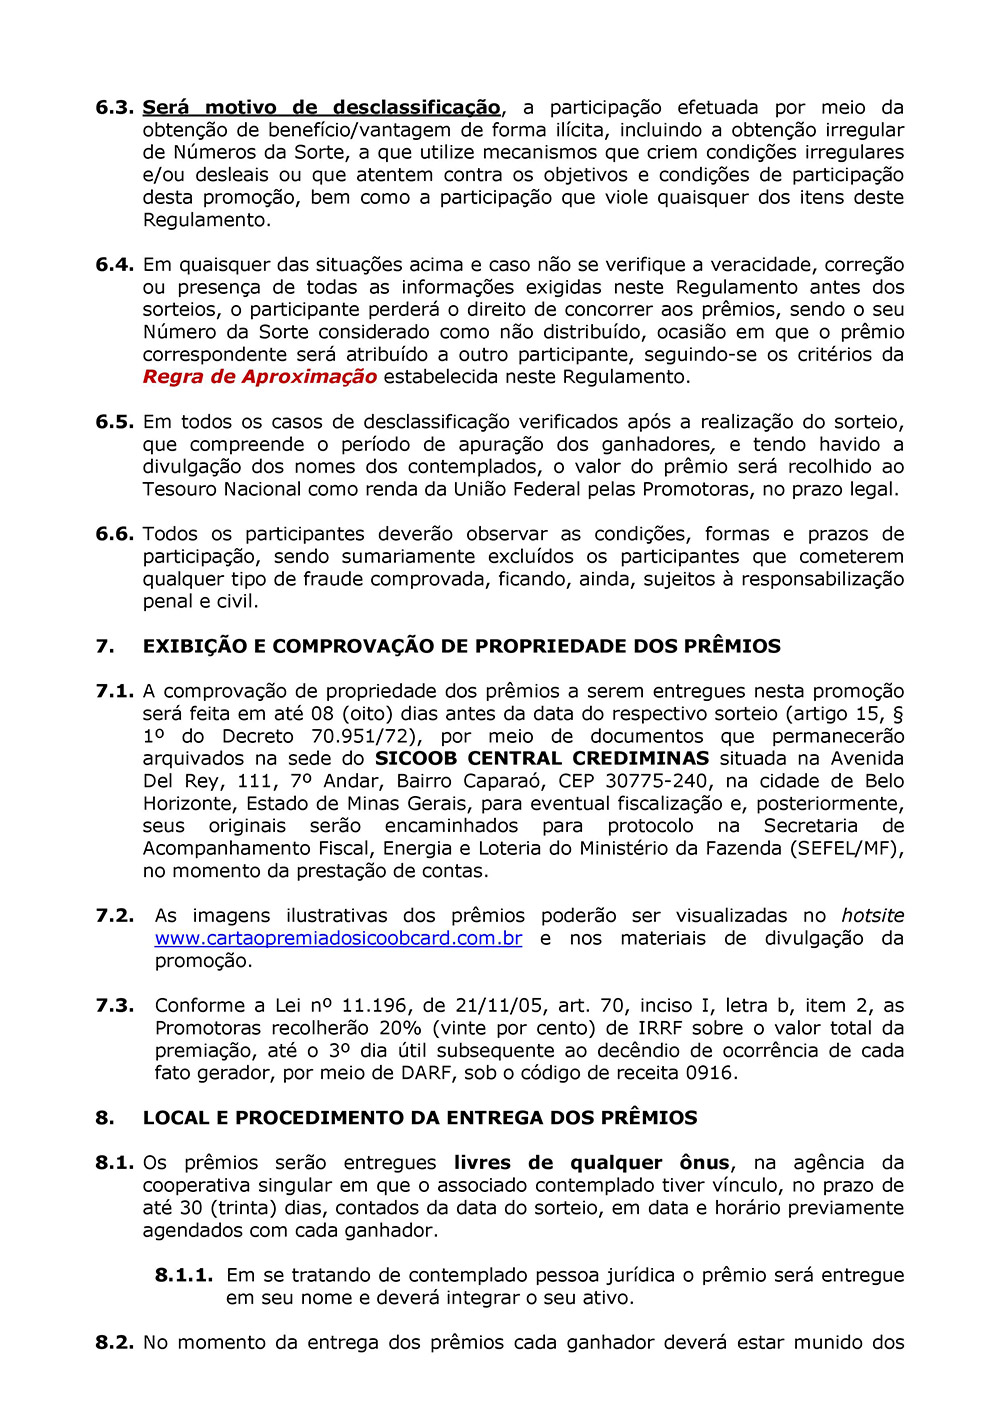 6.3. Será motivo de desclassificação, a participação efetuada por meio da
obtenção de benefício/vantagem de forma ilícita, incluindo a obtenção irregular
de Números da Sorte, a que utilize mecanismos que criem condições irregulares
e/ou desleais ou que atentem contra os objetivos e condições de participação
desta promoção, bem como a participação que viole quaisquer dos itens deste
Regulamento.
6.4. Em quaisquer das situações acima e caso não se verifique a veracidade, correção
ou presença de todas as informações exigidas neste Regulamento antes dos
sorteios, o participante perderá o direito de concorrer aos prêmios, sendo o seu
Número da Sorte considerado como não distribuído, ocasião em que o prêmio
correspondente será atribuído a outro participante, seguindo-se os critérios da
Regra de Aproximação estabelecida neste Regulamento.
6.5. Em todos os casos de desclassificação verificados após a realização do sorteio,
que compreende o período de apuração dos ganhadores, e tendo havido a
divulgação dos nomes dos contemplados, o valor do prêmio será recolhido ao
Tesouro Nacional como renda da União Federal pelas Promotoras, no prazo legal.
6.6. Todos os participantes deverão observar as condições, formas e prazos de
participação, sendo sumariamente excluídos os participantes que cometerem
qualquer tipo de fraude comprovada, ficando, ainda, sujeitos à responsabilização
penal e civil.
7. EXIBIÇÃO E COMPROVAÇÃO DE PROPRIEDADE DOS PRÊMIOS
7.1. A comprovação de propriedade dos prêmios a serem entregues nesta promoção
será feita em até 08 (oito) dias antes da data do respectivo sorteio (artigo 15, §
1º do Decreto 70.951/72), por meio de documentos que permanecerão
arquivados na sede do SICOOB CENTRAL CREDIMINAS situada na Avenida
Del Rey, 111, 7º Andar, Bairro Caparaó, CEP 30775-240, na cidade de Belo
Horizonte, Estado de Minas Gerais, para eventual fiscalização e, posteriormente,
seus originais serão encaminhados para protocolo na Secretaria de
Acompanhamento Fiscal, Energia e Loteria do Ministério da Fazenda (SEFEL/MF),
no momento da prestação de contas.
7.2. As imagens ilustrativas dos prêmios poderão ser visualizadas no hotsite
www.cartaopremiadosicoobcard.com.br e nos materiais de divulgação da
promoção.
7.3. Conforme a Lei nº 11.196, de 21/11/05, art. 70, inciso I, letra b, item 2, as
Promotoras recolherão 20% (vinte por cento) de IRRF sobre o valor total da
premiação, até o 3º dia útil subsequente ao decêndio de ocorrência de cada
fato gerador, por meio de DARF, sob o código de receita 0916.
8. LOCAL E PROCEDIMENTO DA ENTREGA DOS PRÊMIOS
8.1. Os prêmios serão entregues livres de qualquer ônus, na agência da
cooperativa singular em que o associado contemplado tiver vínculo, no prazo de
até 30 (trinta) dias, contados da data do sorteio, em data e horário previamente
agendados com cada ganhador.
8.1.1. Em se tratando de contemplado pessoa jurídica o prêmio será entregue
em seu nome e deverá integrar o seu ativo.
8.2. No momento da entrega dos prêmios cada ganhador deverá estar munido dos